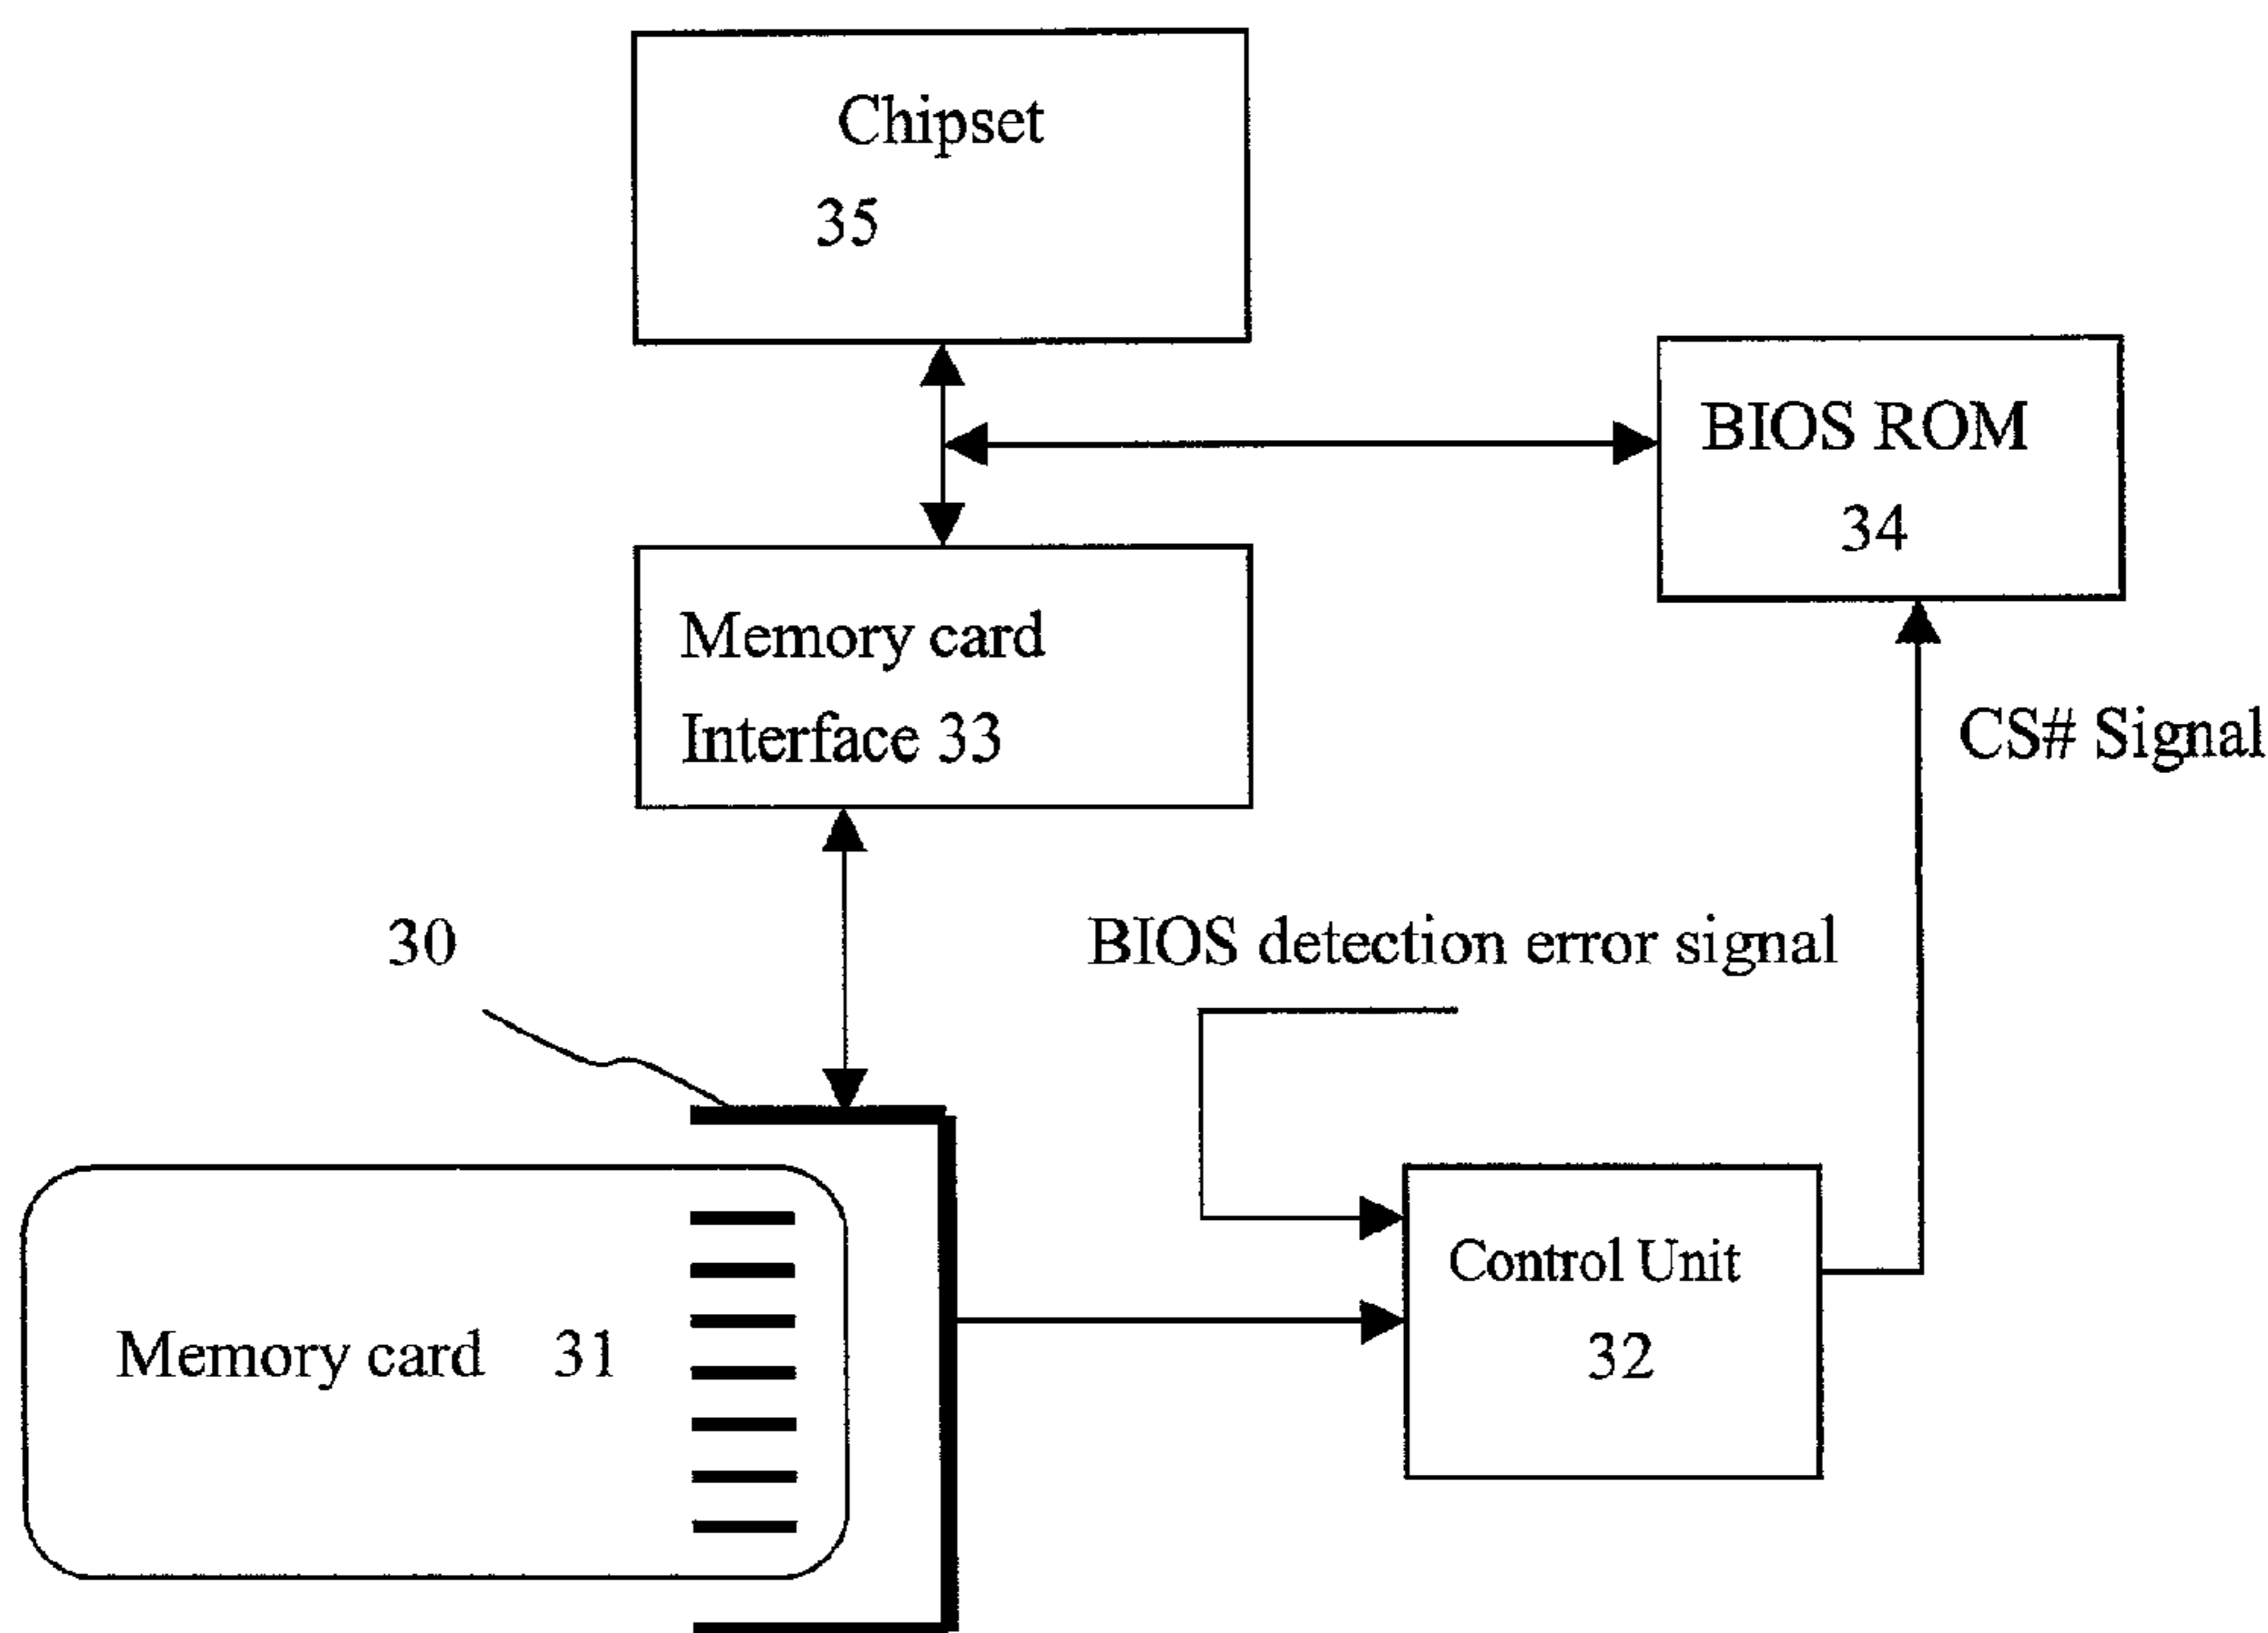 Chipset
35
BIOS ROM
34
Memory card
Interface 33
CS# Signal
30
BIOS detection error signal
Control Unit
32
Memory card 31